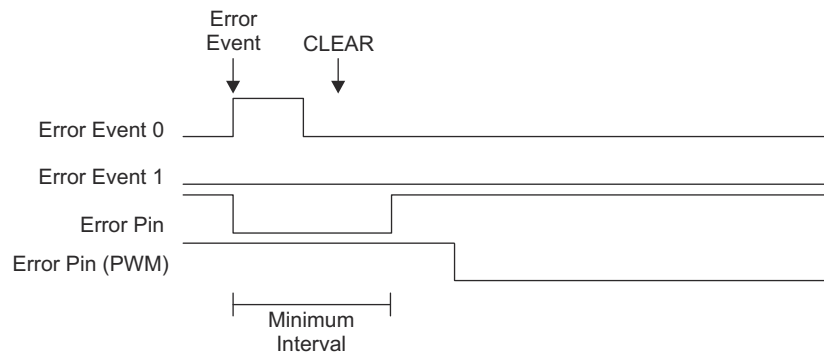 Error
Event
CLEAR
Error Event 0
Error Event 1
Error Pin
Error Pin (PWM)
Minimum
Interval